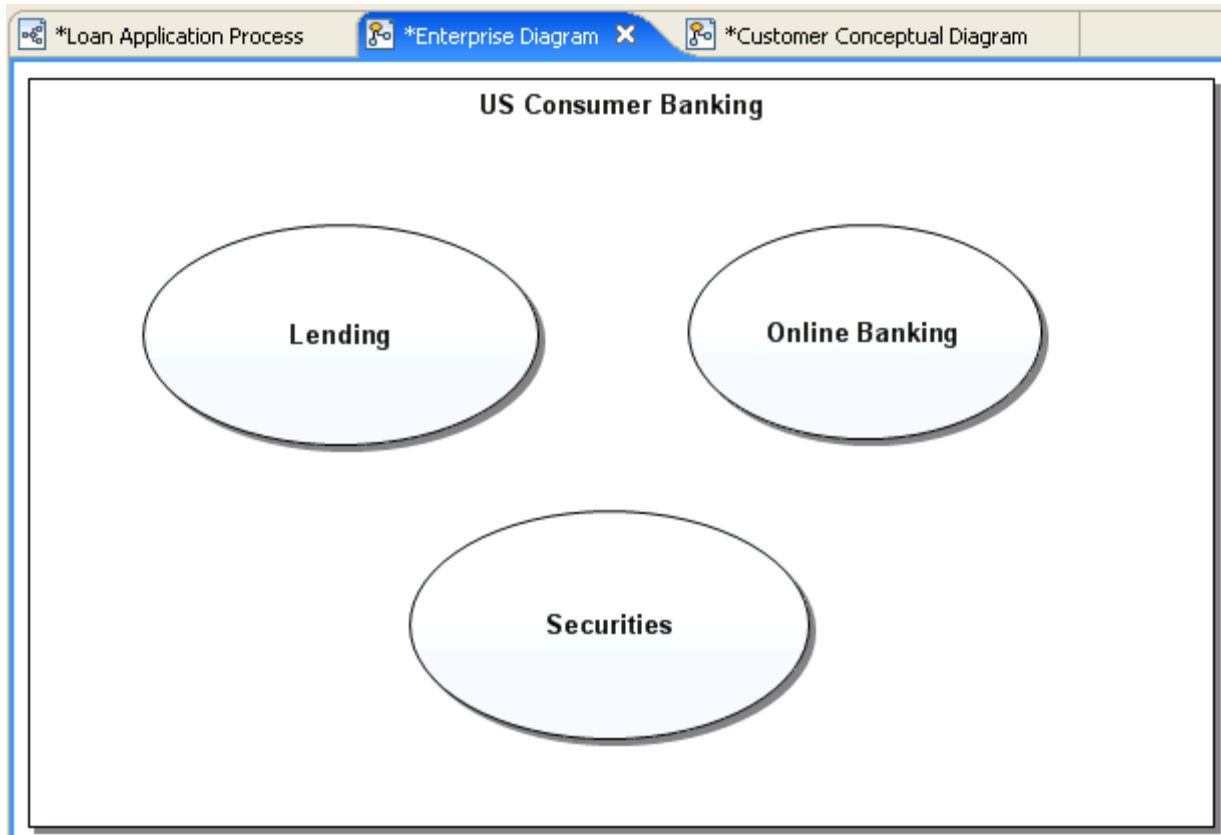 *Loan Application Process *Enterprise Diagram *Customer Conceptual Diagram
US Consumer Banking
Lending Online Banking
Securities